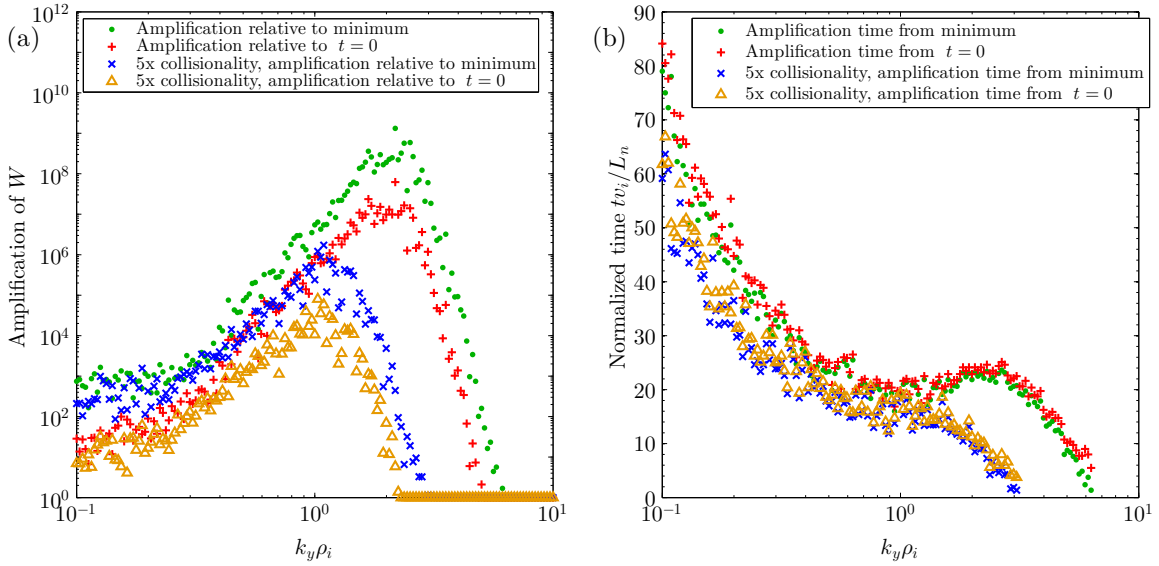 (a)
Amplification relative to minimum
Amplification relative to t = 0
5x collisionality, amplification relative to minimum
5x collisionality, amplification relative to t = 0
10^12
10^10
10^8
10^6
10^4
10^2
10^0
Amplification of W
10^−1
10^0
10^1
k_yρ_i
(b)
Amplification time from minimum
Amplification time from t = 0
5x collisionality, amplification time from minimum
5x collisionality, amplification time from t = 0
90
80
70
60
50
40
30
20
10
0
Normalized time tv_i/L_n
10^−1
10^0
10^1
k_yρ_i